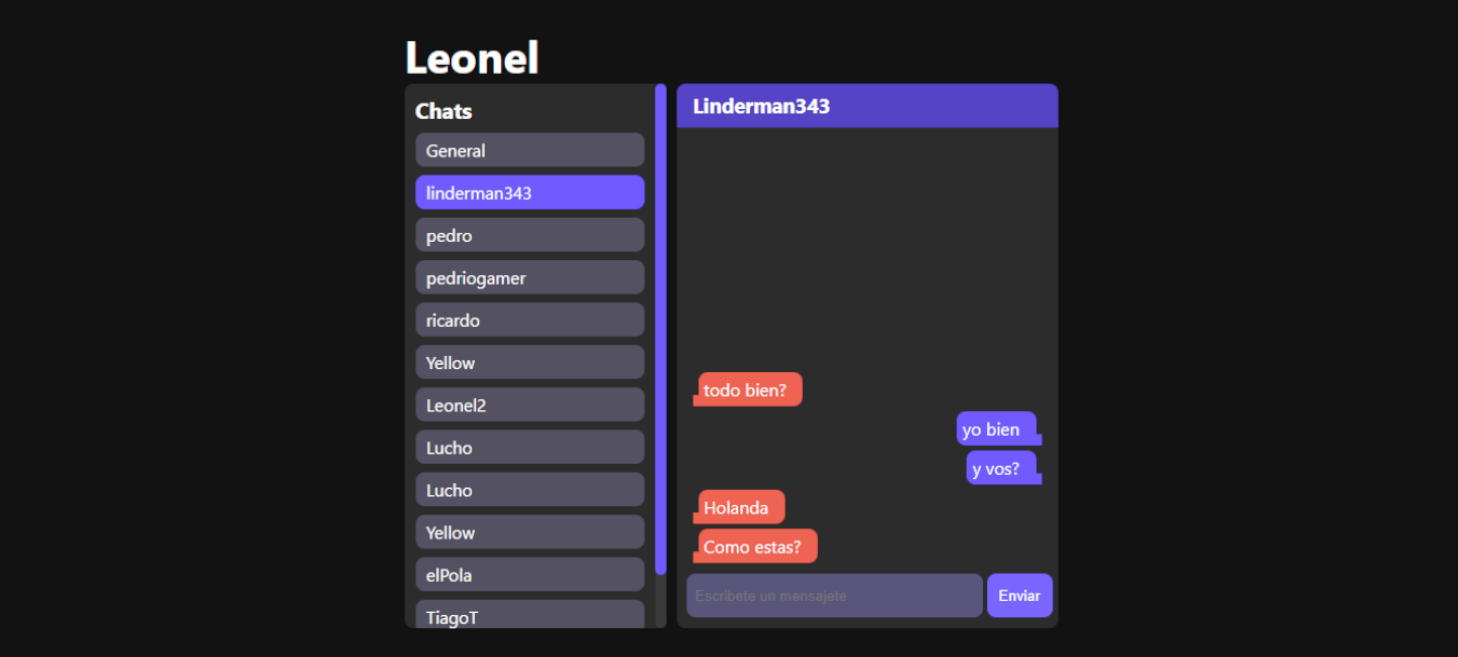 Leonel
Chats
General
linderman343
pedro
pedriogamer
ricardo
Yellow
Leonel2
Lucho
Lucho
Yellow
elPola
TiagoT
Linderman343
todo bien?
yo bien
y vos?
Holanda
Como estas?
Escribete un mensajete
Enviar